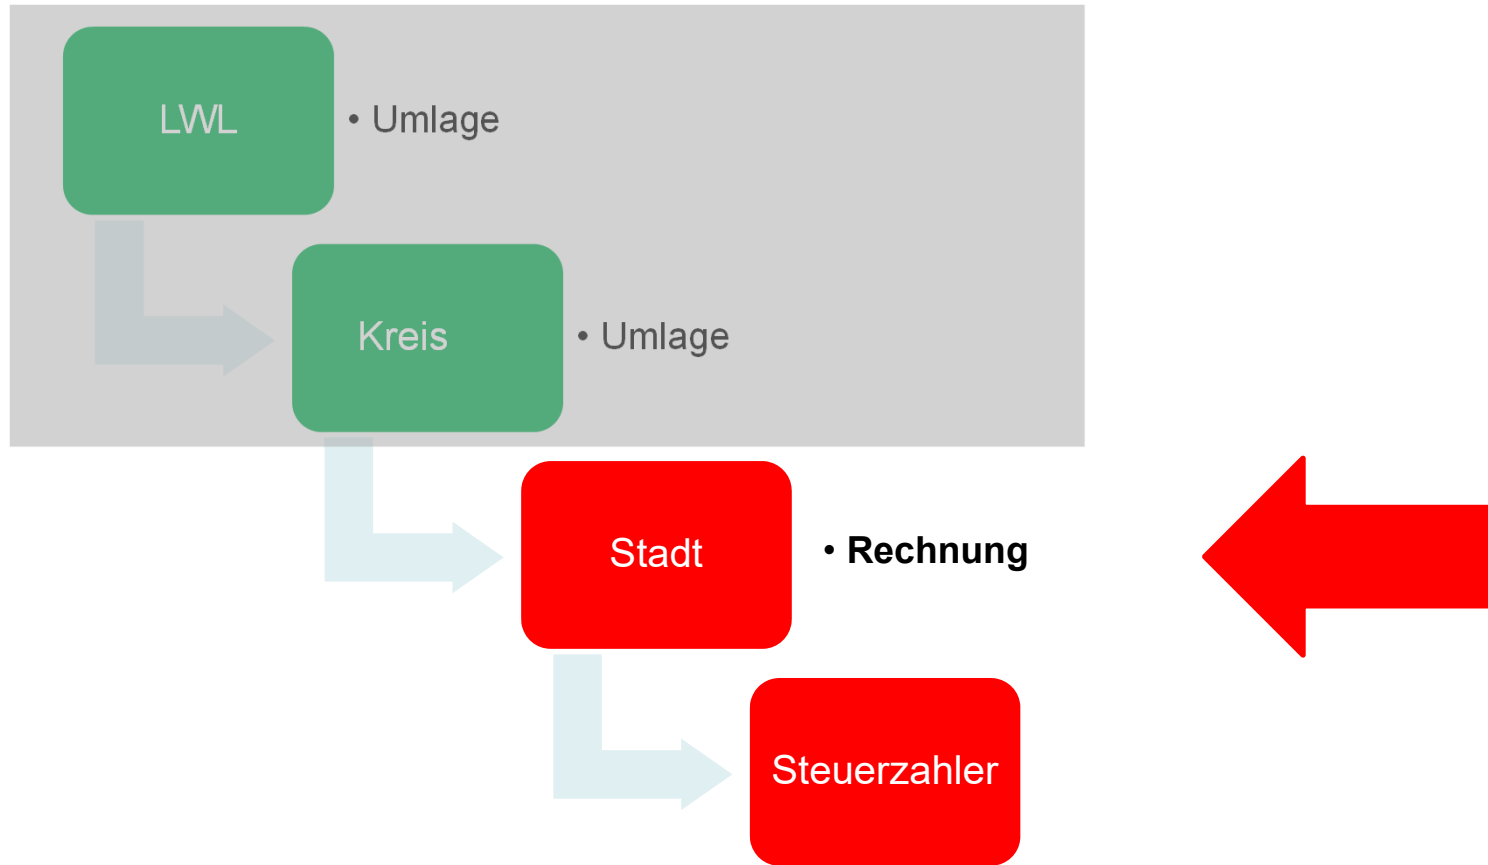 LWL
• Umlage
Kreis
• Umlage
Stadt
• Rechnung
Steuerzahler